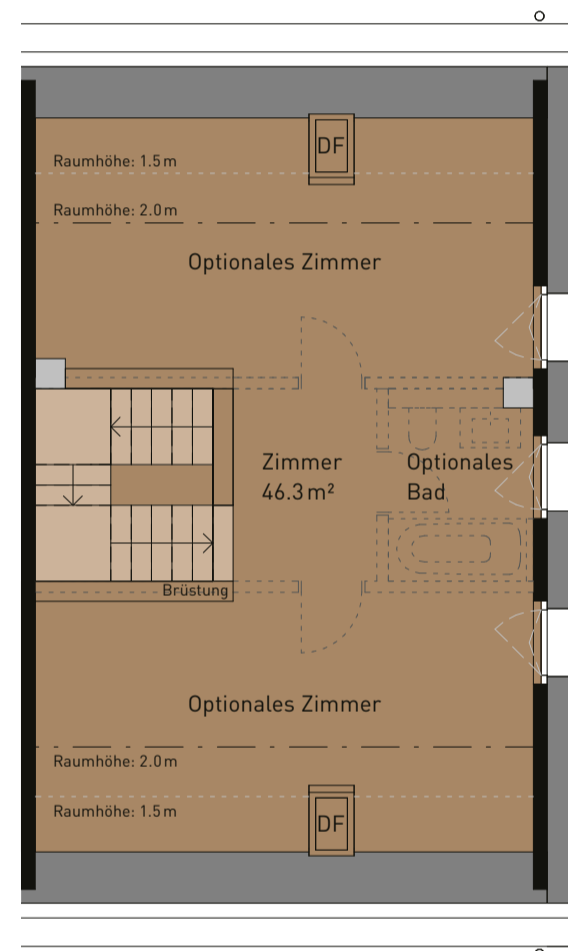 DF
Raumhöhe: 1.5 m
Raumhöhe: 2.0 m
Optionales Zimmer
Zimmer
46.3 m²
Optionales
Bad
Brüstung
Optionales Zimmer
Raumhöhe: 2.0 m
Raumhöhe: 1.5 m
DF